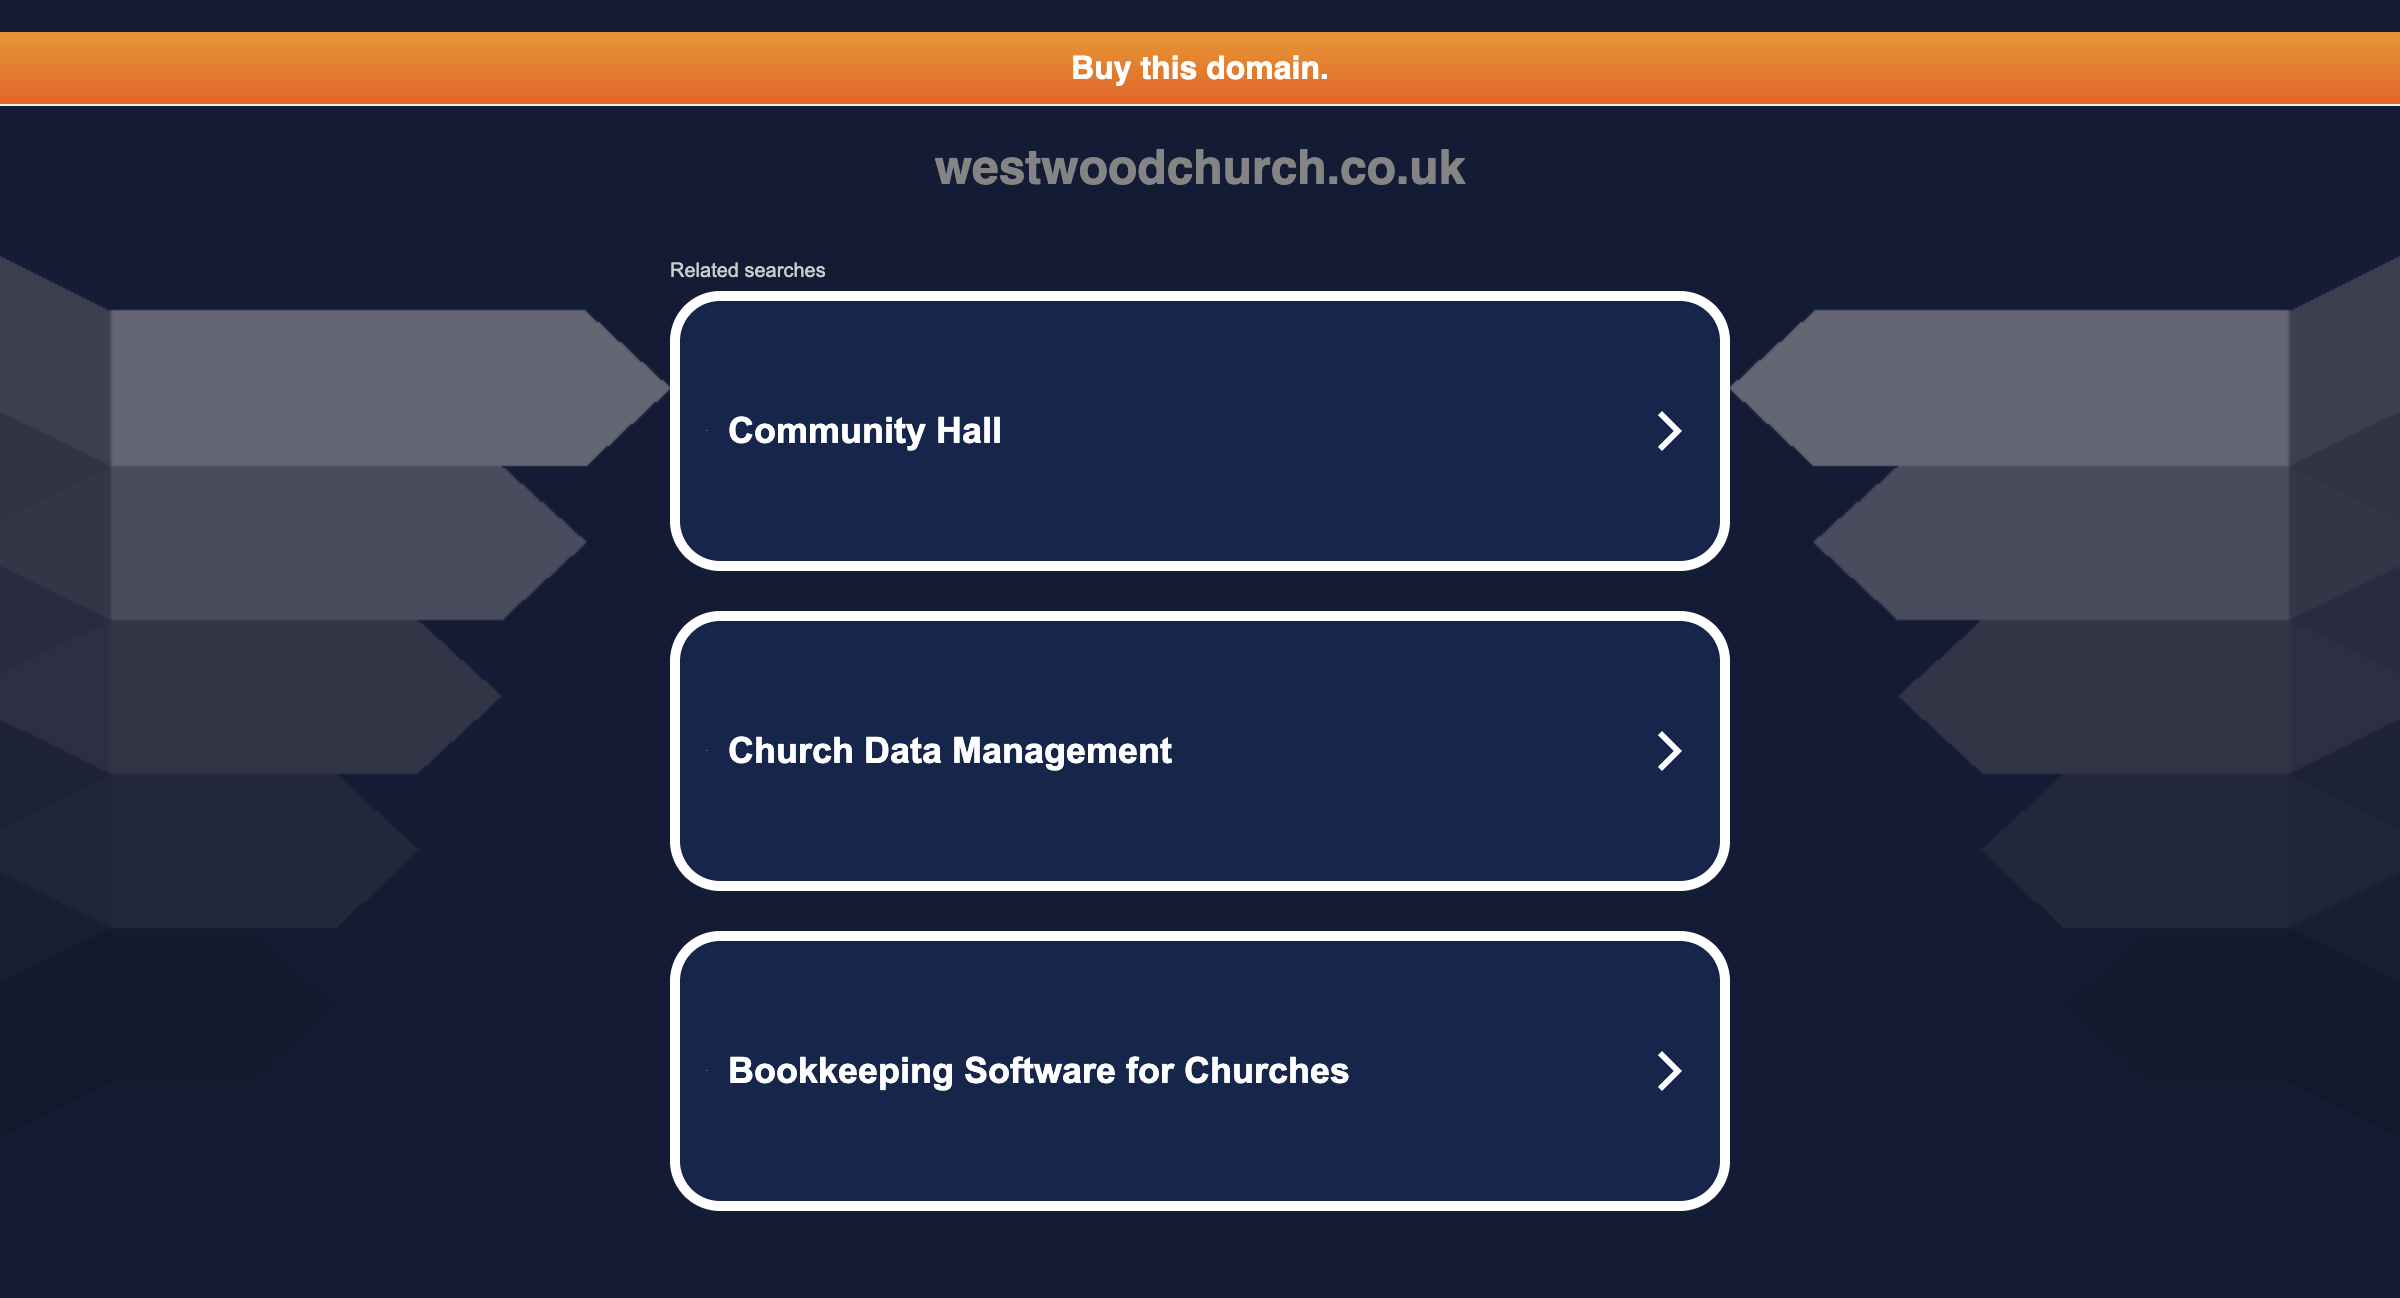 Buy this domain.
westwoodchurch.co.uk
Related searches
Community Hall
Church Data Management
Bookkeeping Software for Churches